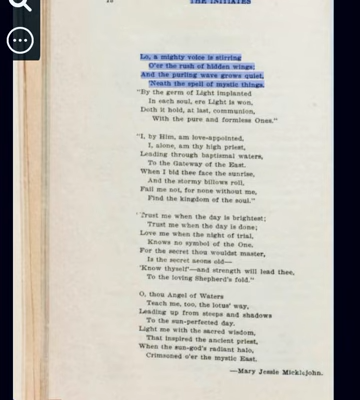 THE INITIATES
Lo, a mighty voice is stirring
O'er the rush of hidden wings;
And the purling wave grows quiet,
'Neath the spell of mystic things.
"By the germ of Light implanted
In each soul, ere Light is won,
Doth it hold, at last, communion,
With the pure and formless Ones."
"I, by Him, am love-appointed,
I, alone, am thy high priest,
Leading through baptismal waters,
To the Gateway of the East.
When I bid thee face the sunrise,
And the stormy billows roll,
Fail me not, for none without me,
Find the kingdom of the soul."
"Trust me when the day is brightest;
Trust me when the day is done;
Love me when the night of trial,
Knows no symbol of the One.
For the secret thou wouldst master,
Is the secret aeons old—
'Know thyself'—and strength will lead thee,
To the loving Shepherd's fold."
O, thou Angel of Waters
Teach me, too, the lotus' way,
Leading up from steeps and shadows
To the sun-perfected day.
Light me with the sacred wisdom,
That inspired the ancient priest,
When the sun-god's radiant halo,
Crimsoned o'er the mystic East.
—Mary Jessie Micklejohn.